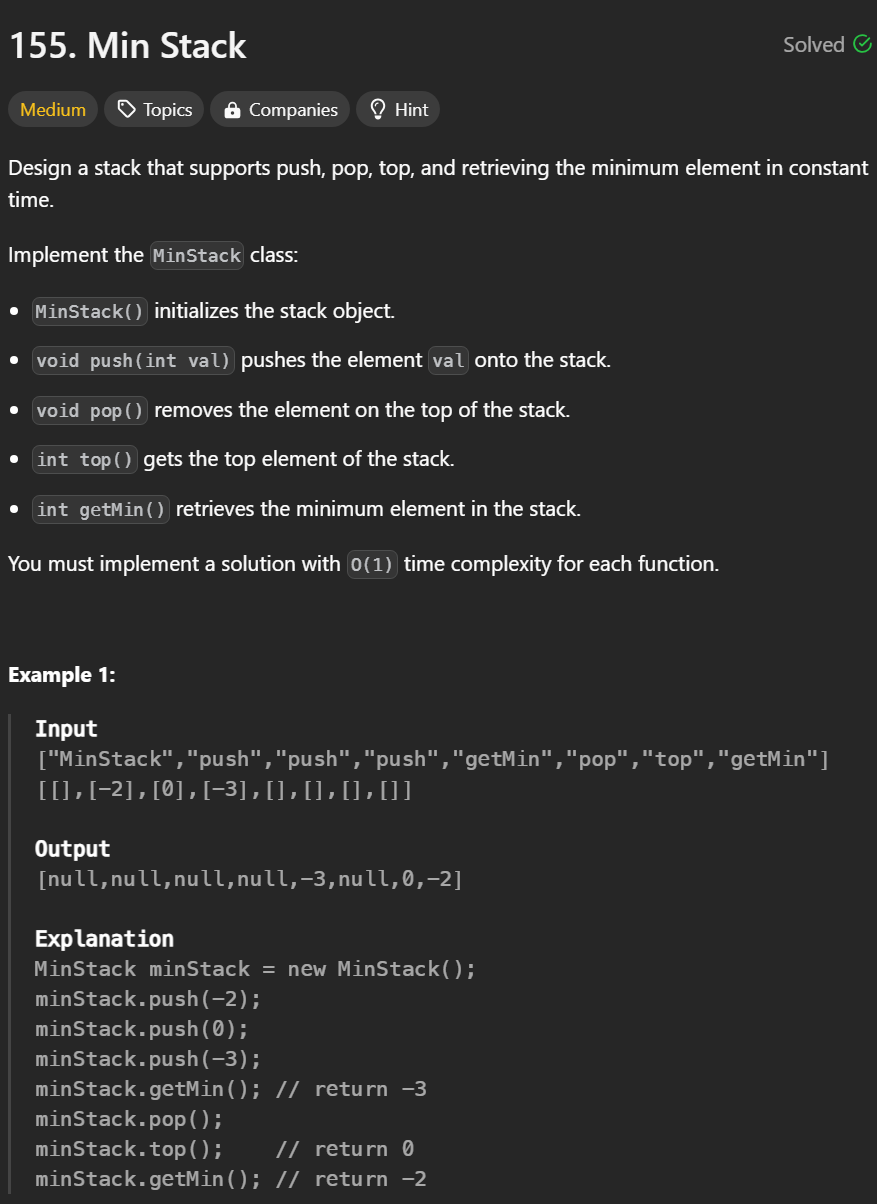 155. Min Stack
Solved
Medium
Topics
Companies
Hint
Design a stack that supports push, pop, top, and retrieving the minimum element in constant
time.
Implement the MinStack class:
MinStack() initializes the stack object.
void push(int val) pushes the element val onto the stack.
void pop() removes the element on the top of the stack.
int top() gets the top element of the stack.
int getMin() retrieves the minimum element in the stack.
You must implement a solution with O(1) time complexity for each function.
Example 1:
Input
["MinStack","push","push","push","getMin","pop","top","getMin"]
[[],[-2],[0],[-3],[],[],[],[]]
Output
[null,null,null,null,-3,null,0,-2]
Explanation
MinStack minStack = new MinStack();
minStack.push(-2);
minStack.push(0);
minStack.push(-3);
minStack.getMin(); // return -3
minStack.pop();
minStack.top();    // return 0
minStack.getMin(); // return -2